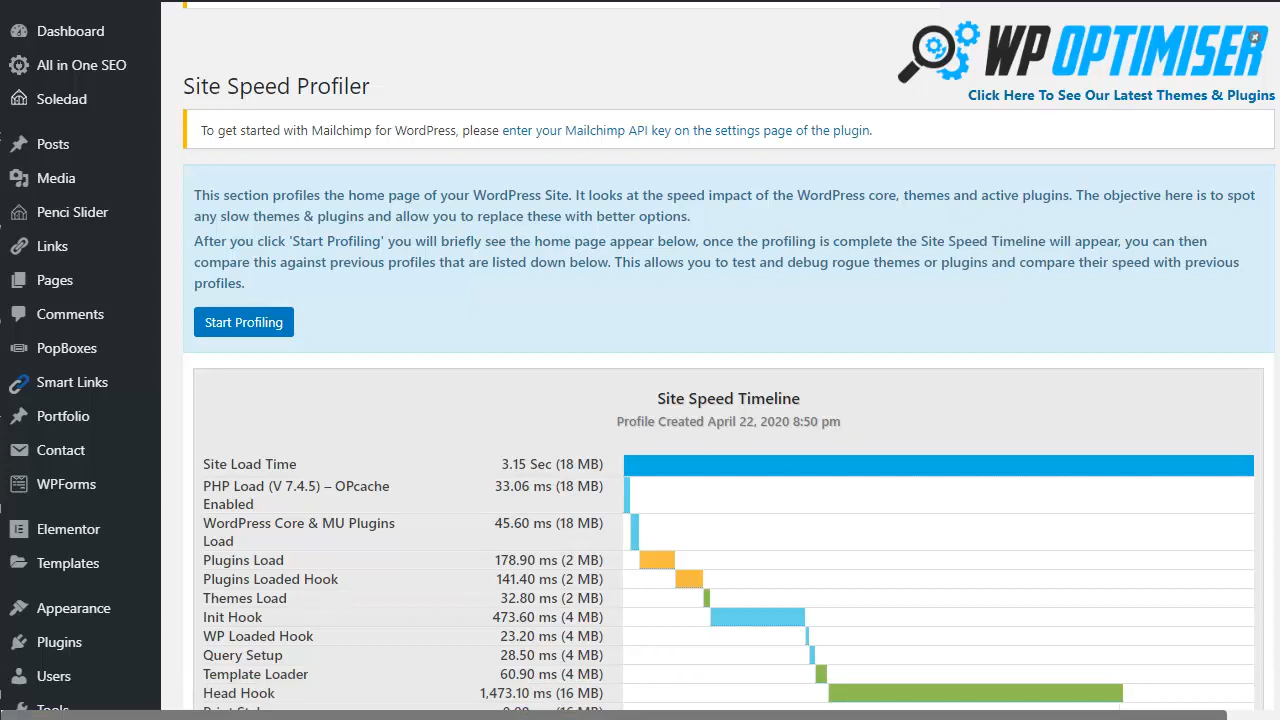 Dashboard
All in One SEO
Soledad
Posts
Media
Penci Slider
Links
Pages
Comments
PopBoxes
Smart Links
Portfolio
Contact
WPForms
Elementor
Templates
Appearance
Plugins
Users
Tools
WP OPTIMISER
Click Here To See Our Latest Themes & Plugins
Site Speed Profiler
To get started with Mailchimp for WordPress, please enter your Mailchimp API key on the settings page of the plugin.
This section profiles the home page of your WordPress Site. It looks at the speed impact of the WordPress core, themes and active plugins. The objective here is to spot
any slow themes & plugins and allow you to replace these with better options.
After you click 'Start Profiling' you will briefly see the home page appear below, once the profiling is complete the Site Speed Timeline will appear, you can then
compare this against previous profiles that are listed down below. This allows you to test and debug rogue themes or plugins and compare their speed with previous
profiles.
Start Profiling
Site Speed Timeline
Profile Created April 22, 2020 8:50 pm
Site Load Time 3.15 Sec (18 MB)
PHP Load (V 7.4.5) – OPcache 33.06 ms (18 MB)
Enabled
WordPress Core & MU Plugins 45.60 ms (18 MB)
Load
Plugins Load 178.90 ms (2 MB)
Plugins Loaded Hook 141.40 ms (2 MB)
Themes Load 32.80 ms (2 MB)
Init Hook 473.60 ms (4 MB)
WP Loaded Hook 23.20 ms (4 MB)
Query Setup 28.50 ms (4 MB)
Template Loader 60.90 ms (4 MB)
Head Hook 1,473.10 ms (16 MB)